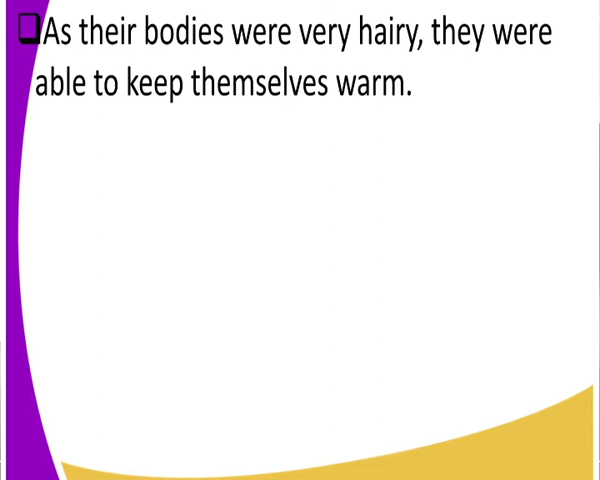 ❑As their bodies were very hairy, they were
able to keep themselves warm.